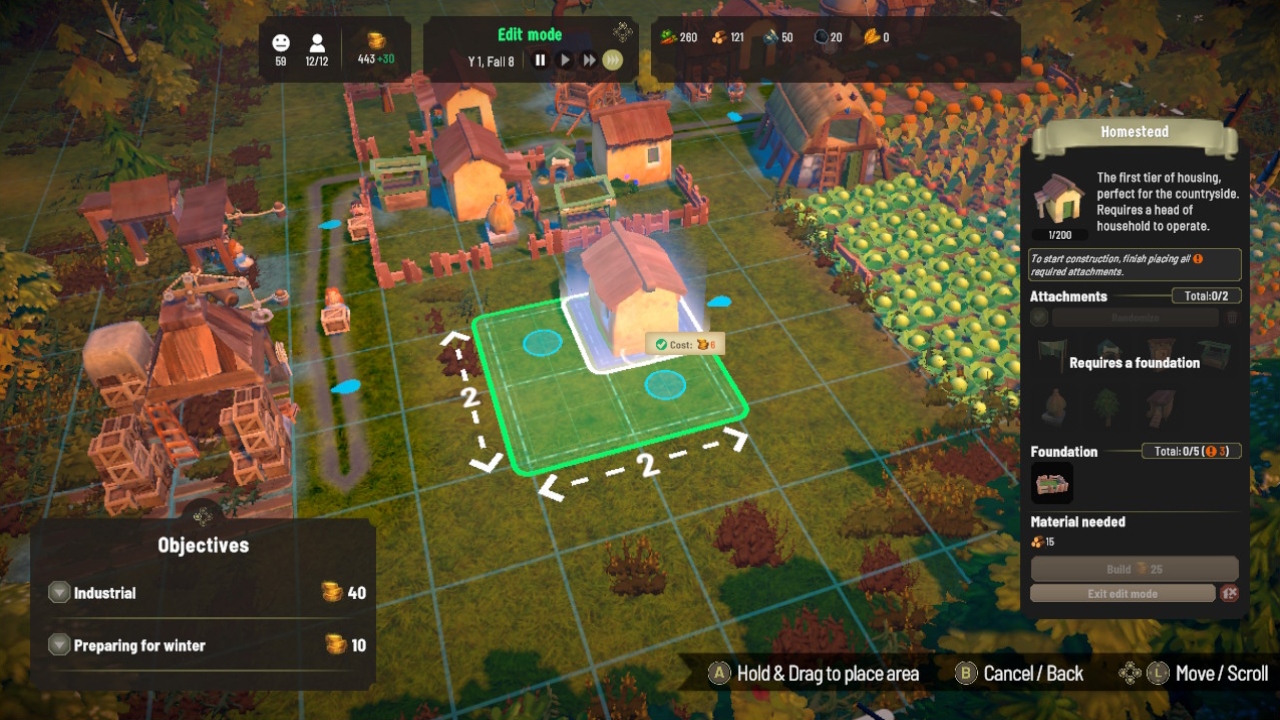 59
12/12
443 +30
Edit mode
Y 1, Fall 8
260
121
50
20
0
Homestead
The first tier of housing,
perfect for the countryside.
Requires a head of
household to operate.
1/200
To start construction, finish placing all
required attachments.
Attachments
Total:0/2
Randomize
Requires a foundation
Foundation
Total: 0/5 ( 3)
Material needed
15
Build 25
Exit edit mode
Cost: 6
2
2
Objectives
Industrial
40
Preparing for winter
10
A Hold & Drag to place area
B Cancel / Back
L Move / Scroll